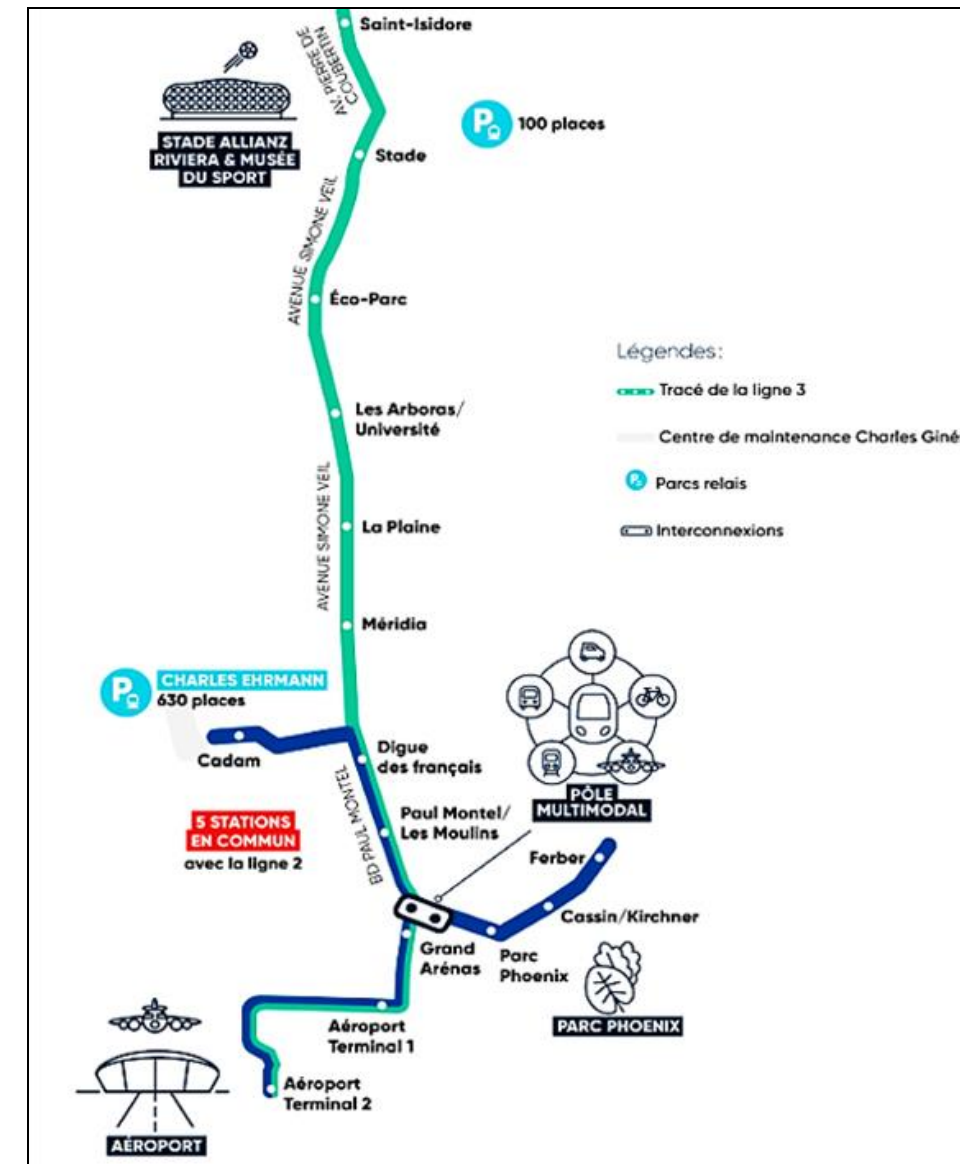 Saint-Isidore
AV. PIERRE DE
COUBERTIN
STADE ALLIANZ
RIVIERA & MUSÉE
DU SPORT
P
100 places
Stade
AVENUE SIMONE VEIL
Éco-Parc
Légendes:
Tracé de la ligne 3
Les Arboras/
Université
Centre de maintenance Charles Giné
P
Parcs relais
AVENUE SIMONE VEIL
La Plaine
Interconnexions
Méridia
P
CHARLES EHRMANN
630 places
Cadam
Digue
des français
PÔLE
MULTIMODAL
BD PAUL MONTEL
5 STATIONS
EN COMMUN
avec la ligne 2
Paul Montel/
Les Moulins
Ferber
Cassin/Kirchner
Grand
Arénas
Parc
Phoenix
PARC PHOENIX
Aéroport
Terminal 1
Aéroport
Terminal 2
AÉROPORT